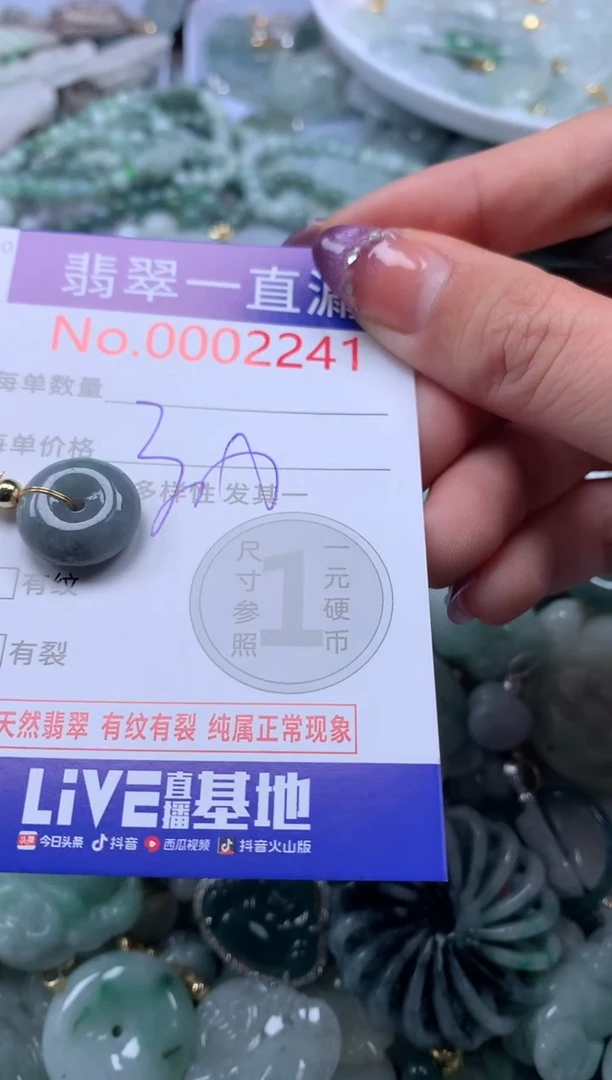 翡翠一直漏
No.0002241
每单数量
每单价格
多样性 发其一
有纹
有裂
尺寸参照
1
一元硬币
天然翡翠 有纹有裂 纯属正常现象
LiVE直播基地
头条 今日头条 抖音 西瓜视频 抖音火山版